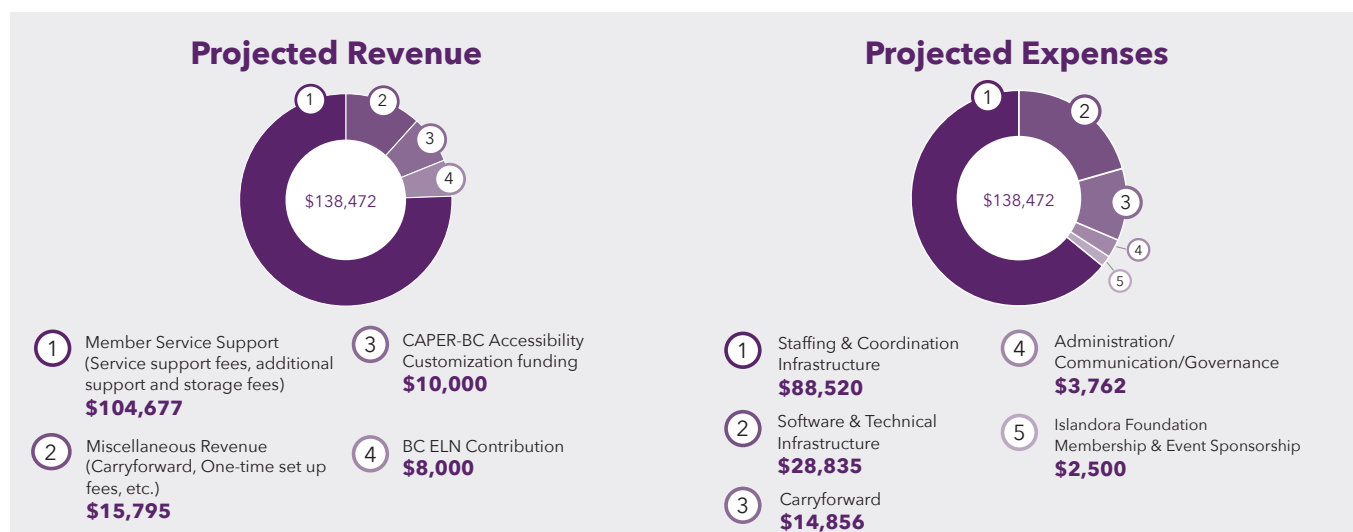 Projected Revenue
1
2
3
4
$138,472
1
Member Service Support
(Service support fees, additional
support and storage fees)
$104,677
2
Miscellaneous Revenue
(Carryforward, One-time set up
fees, etc.)
$15,795
3
CAPER-BC Accessibility
Customization funding
$10,000
4
BC ELN Contribution
$8,000
Projected Expenses
1
2
3
4
5
$138,472
1
Staffing & Coordination
Infrastructure
$88,520
2
Software & Technical
Infrastructure
$28,835
3
Carryforward
$14,856
4
Administration/
Communication/Governance
$3,762
5
Islandora Foundation
Membership & Event Sponsorship
$2,500